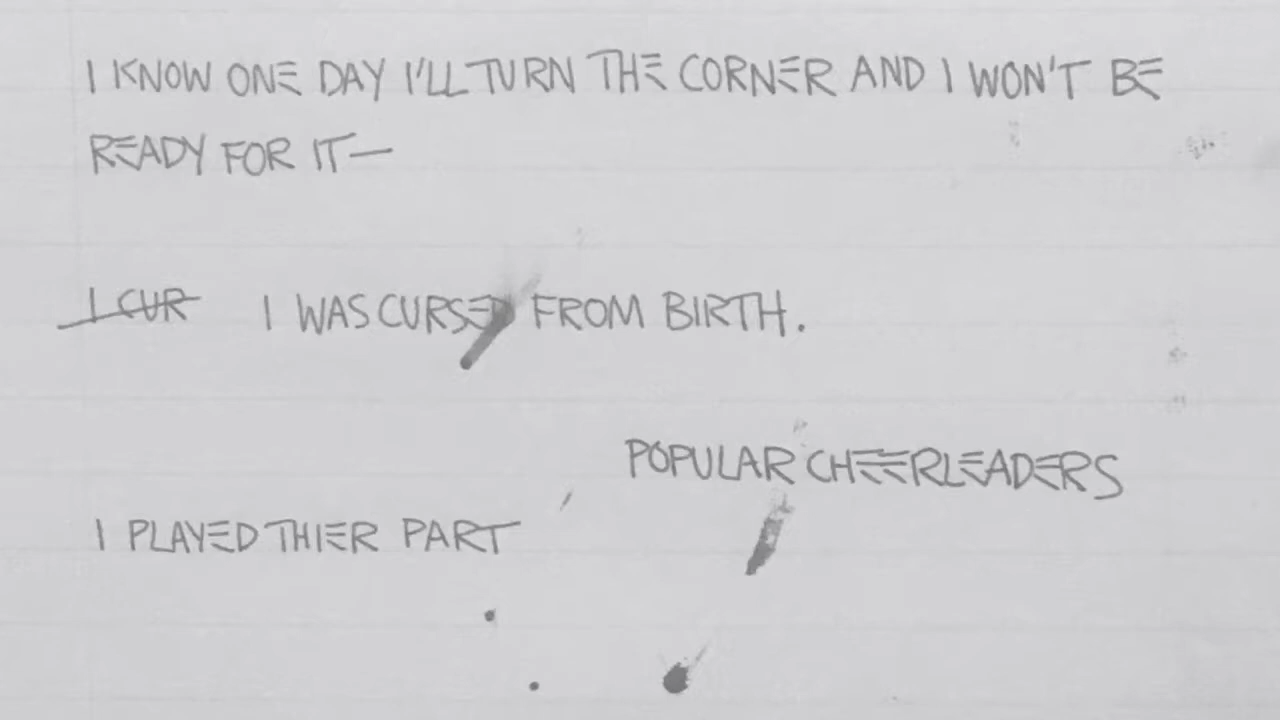 I KNOW ONE DAY I'LL TURN THE CORNER AND I WON'T BE
READY FOR IT—
I CUR I WAS CURSED FROM BIRTH.
POPULAR CHEERLEADERS
I PLAYED THIER PART